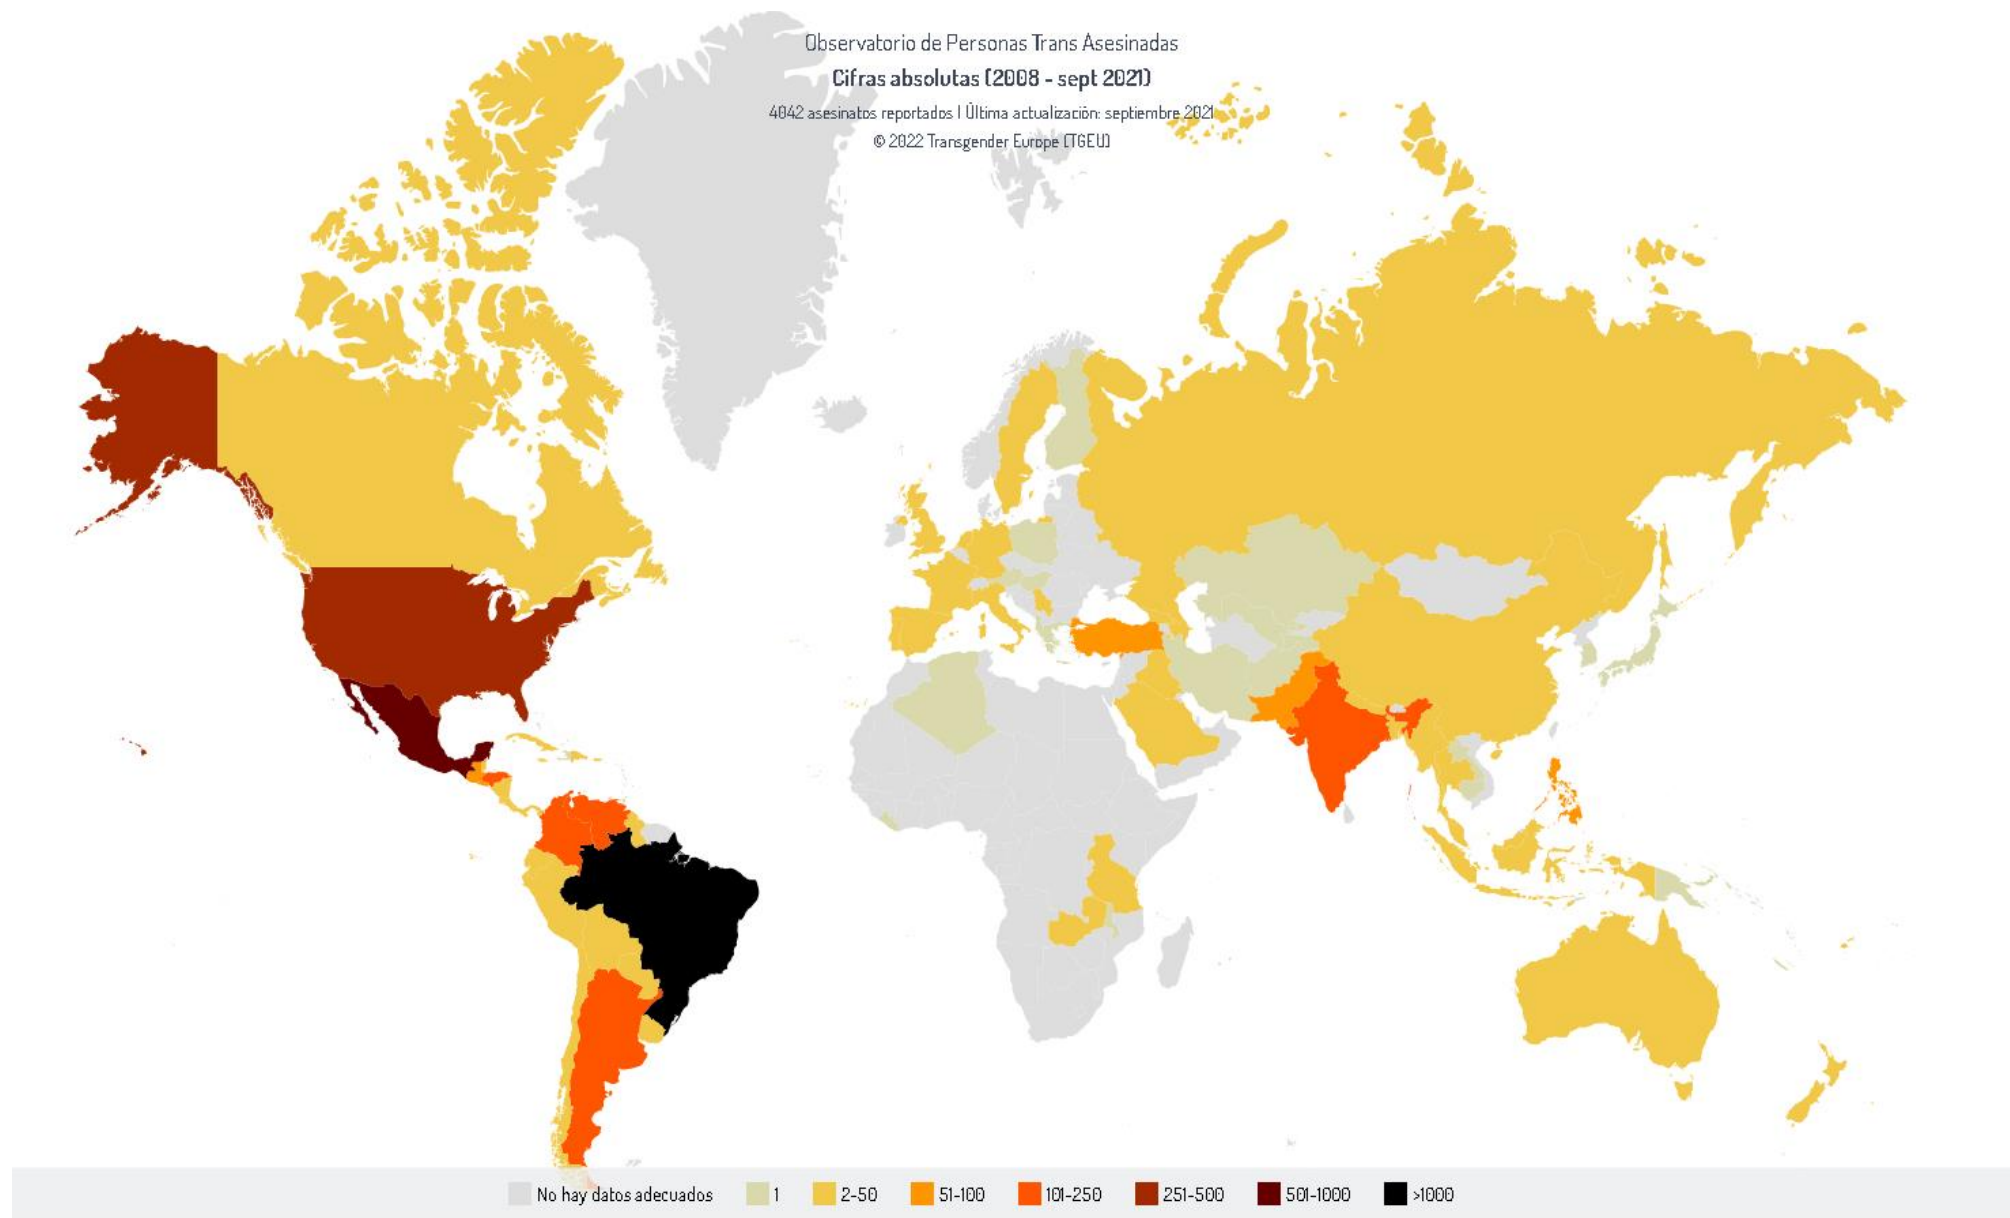 Observatorio de Personas Trans Asesinadas
Cifras absolutas (2008 - sept 2021)
4042 asesinatos reportados | Última actualización: septiembre 2021
© 2022 Transgender Europe (TGEU)
No hay datos adecuados 1 2-50 51-100 101-250 251-500 501-1000 >1000